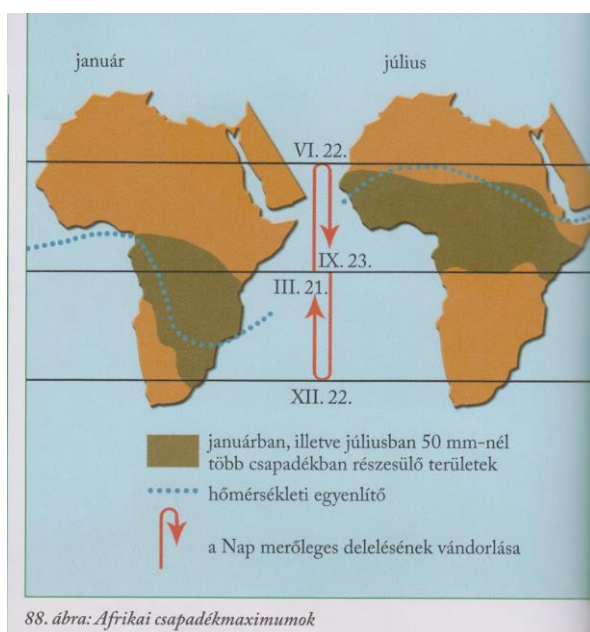 január
július
VI. 22.
IX. 23.
III. 21.
XII. 22.
januárban, illetve júliusban 50 mm-nél
több csapadékban részesülő területek
hőmérsékleti egyenlítő
a Nap merőleges delelésének vándorlása
88. ábra: Afrikai csapadékmaximumok